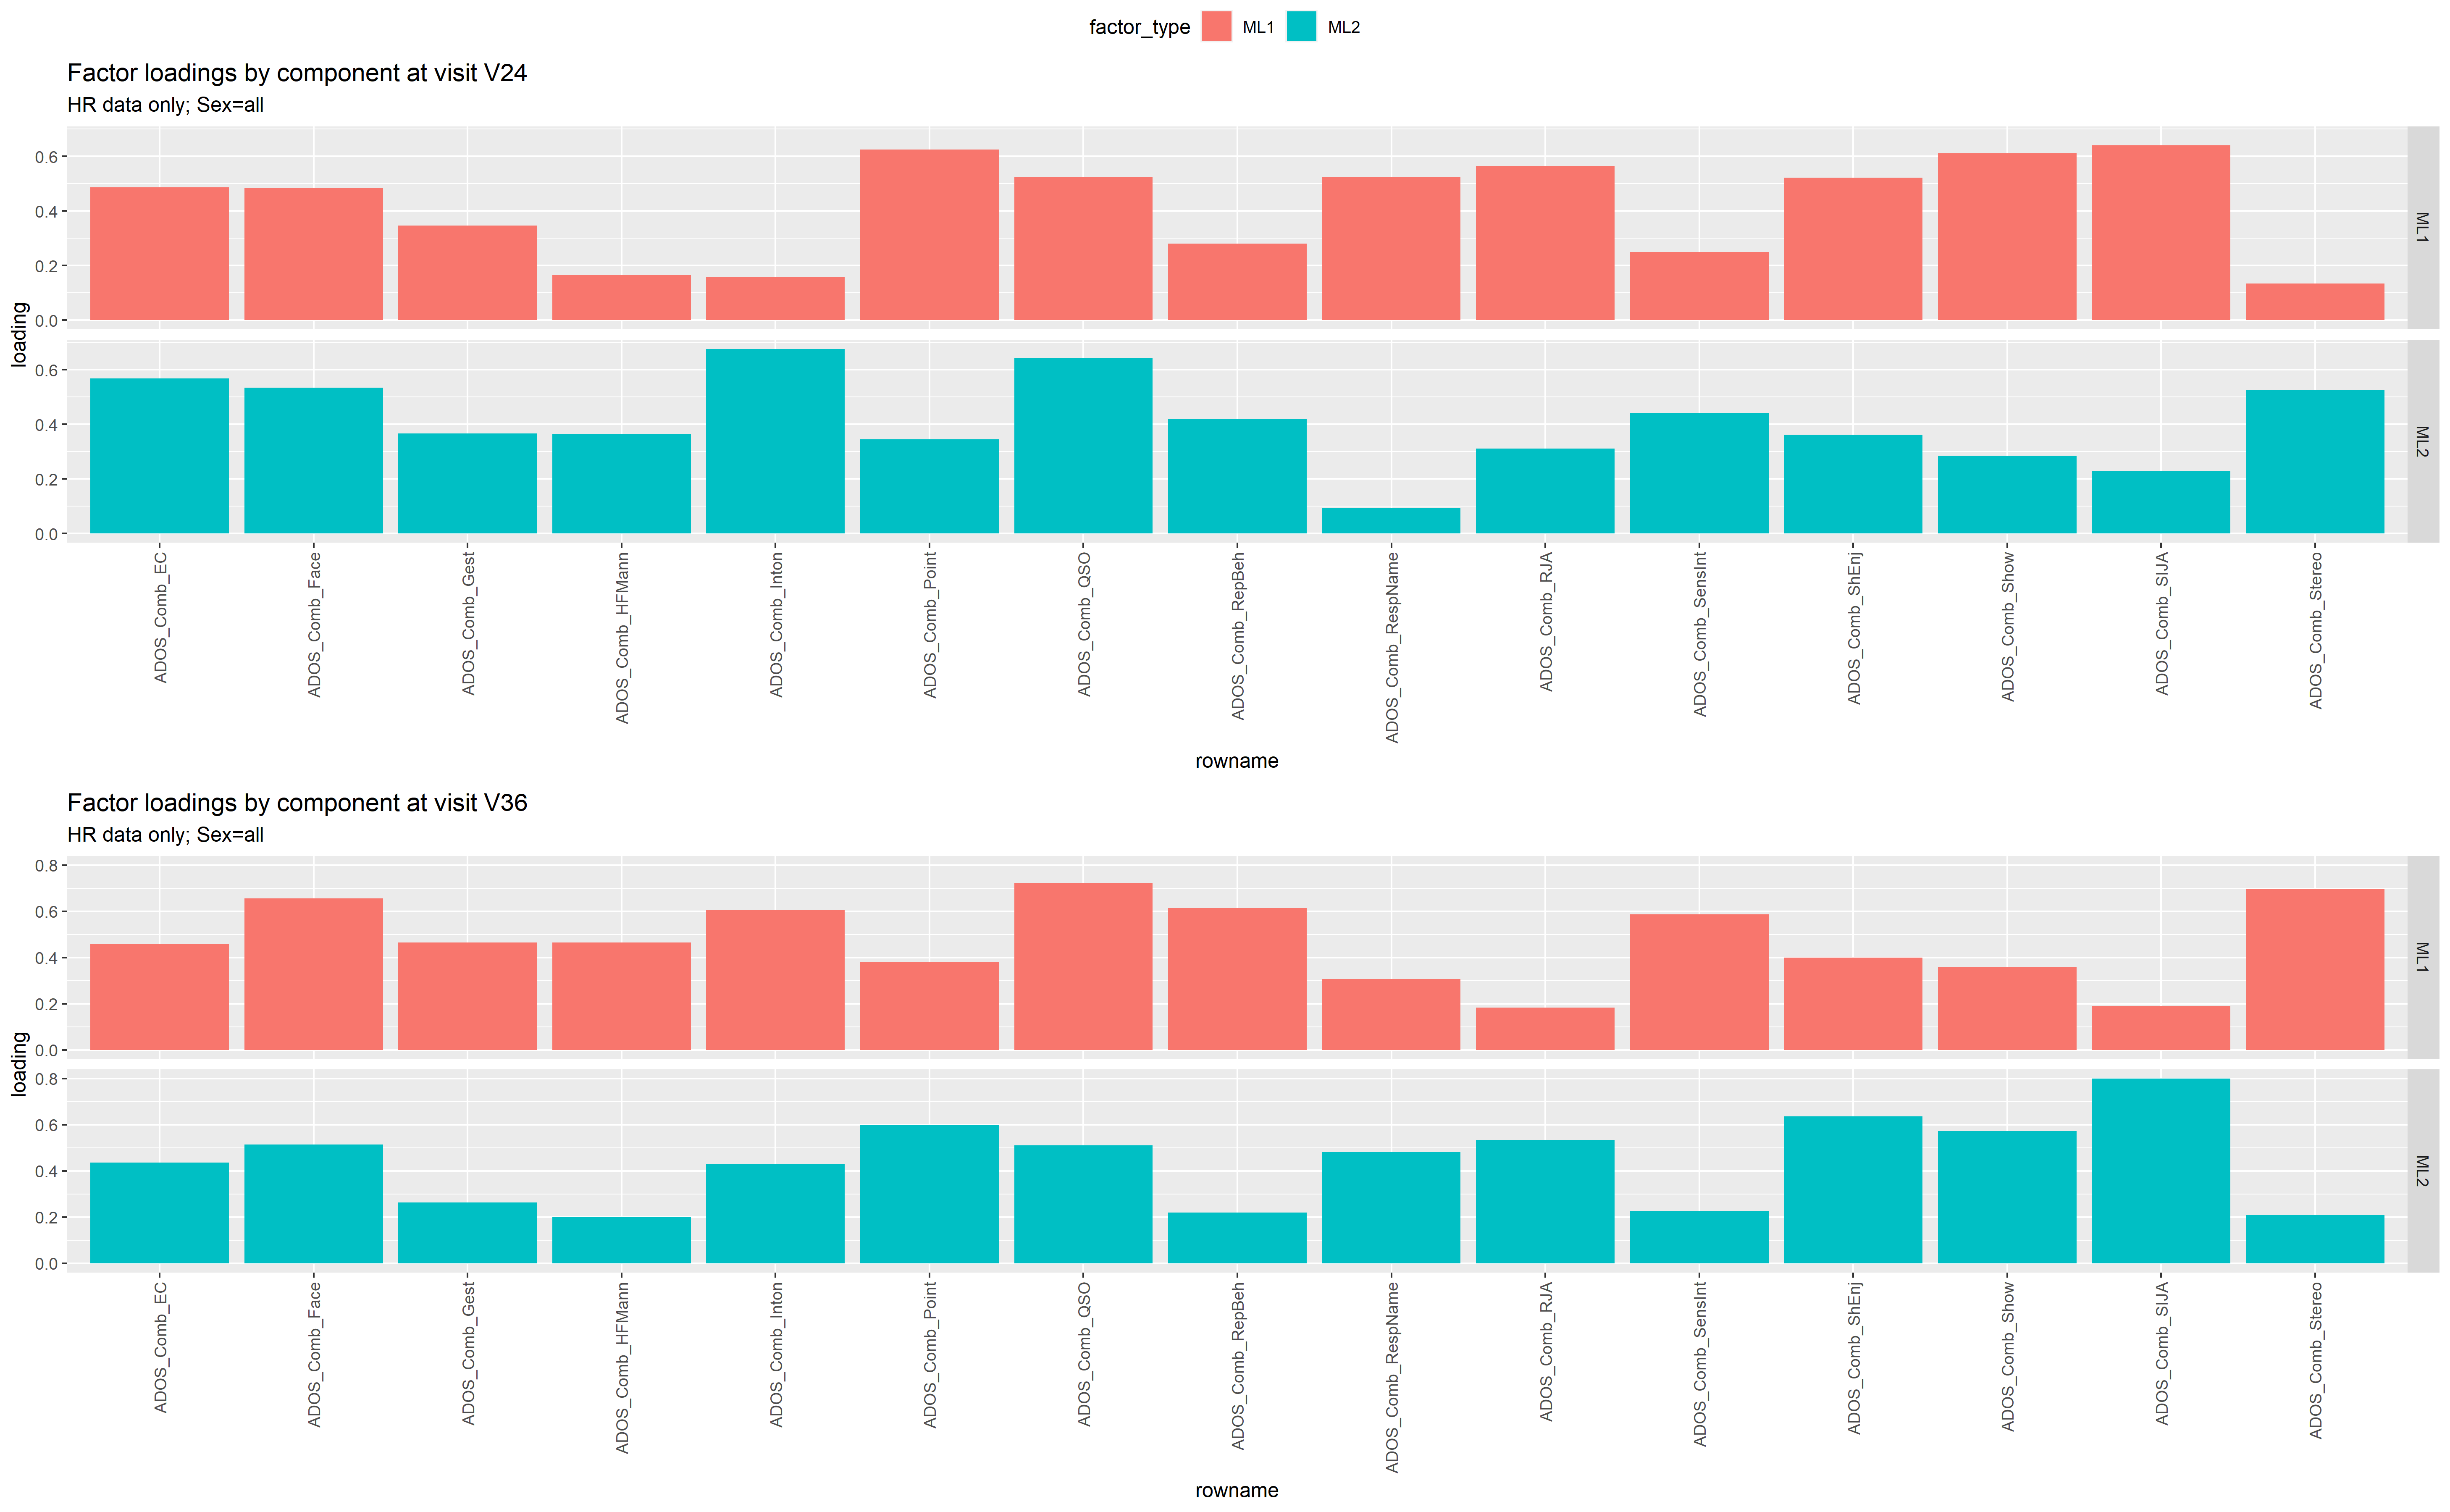 factor_type ML1 ML2
Factor loadings by component at visit V24
HR data only; Sex=all
loading
0.6
0.4
0.2
0.0
ML1
0.6
0.4
0.2
0.0
ML2
ADOS_Comb_EC
ADOS_Comb_Face
ADOS_Comb_Gest
ADOS_Comb_HFMann
ADOS_Comb_Inton
ADOS_Comb_Point
ADOS_Comb_QSO
ADOS_Comb_RepBeh
ADOS_Comb_RespName
ADOS_Comb_RJA
ADOS_Comb_SensInt
ADOS_Comb_ShEnj
ADOS_Comb_Show
ADOS_Comb_SIJA
ADOS_Comb_Stereo
rowname
Factor loadings by component at visit V36
HR data only; Sex=all
loading
0.8
0.6
0.4
0.2
0.0
ML1
0.8
0.6
0.4
0.2
0.0
ML2
ADOS_Comb_EC
ADOS_Comb_Face
ADOS_Comb_Gest
ADOS_Comb_HFMann
ADOS_Comb_Inton
ADOS_Comb_Point
ADOS_Comb_QSO
ADOS_Comb_RepBeh
ADOS_Comb_RespName
ADOS_Comb_RJA
ADOS_Comb_SensInt
ADOS_Comb_ShEnj
ADOS_Comb_Show
ADOS_Comb_SIJA
ADOS_Comb_Stereo
rowname